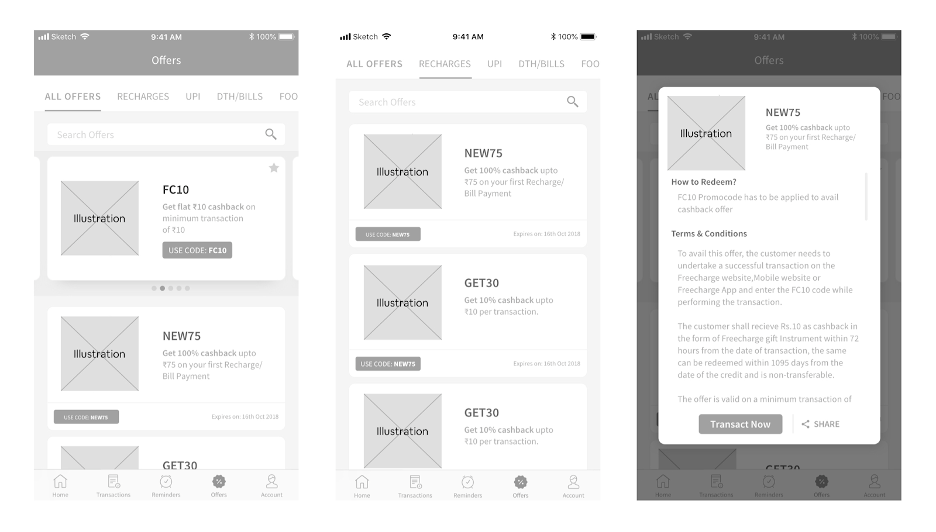 Sketch 9:41 AM 100%
Offers
ALL OFFERS RECHARGES UPI DTH/BILLS FOO
Search Offers
Illustration
FC10
Get flat ₹10 cashback on
minimum transaction
of ₹10
USE CODE: FC10
Illustration
NEW75
Get 100% cashback upto
₹75 on your first Recharge/
Bill Payment
USE CODE: NEW75 Expires on: 16th Oct 2018
GET30
Home Transactions Reminders Offers Account
Sketch 9:41 AM 100%
ALL OFFERS RECHARGES UPI DTH/BILLS FOO
Search Offers
Illustration
NEW75
Get 100% cashback upto
₹75 on your first Recharge/
Bill Payment
USE CODE: NEW75 Expires on: 16th Oct 2018
Illustration
GET30
Get 10% cashback upto
₹10 per transaction.
USE CODE: NEW75 Expires on: 16th Oct 2018
Illustration
GET30
Get 10% cashback upto
₹10 per transaction.
Home Transactions Reminders Offers Account
Sketch 9:41 AM 100%
Offers
AL FOO
Illustration
NEW75
Get 100% cashback upto
₹75 on your first Recharge/
Bill Payment
How to Redeem?
FC10 Promocode has to be applied to avail
cashback offer
Terms & Conditions
To avail this offer, the customer needs to
undertake a successful transaction on the
Freecharge website,Mobile website or
Freecharge App and enter the FC10 code while
performing the transaction.
The customer shall recieve Rs.10 as cashback in
the form of Freecharge gift Instrument within 72
hours from the date of transaction, the same
can be redeemed within 1095 days from the
date of the credit and is non-transferable.
The offer is valid on a minimum transaction of
Transact Now SHARE
GET30
Home Transactions Reminders Offers Account